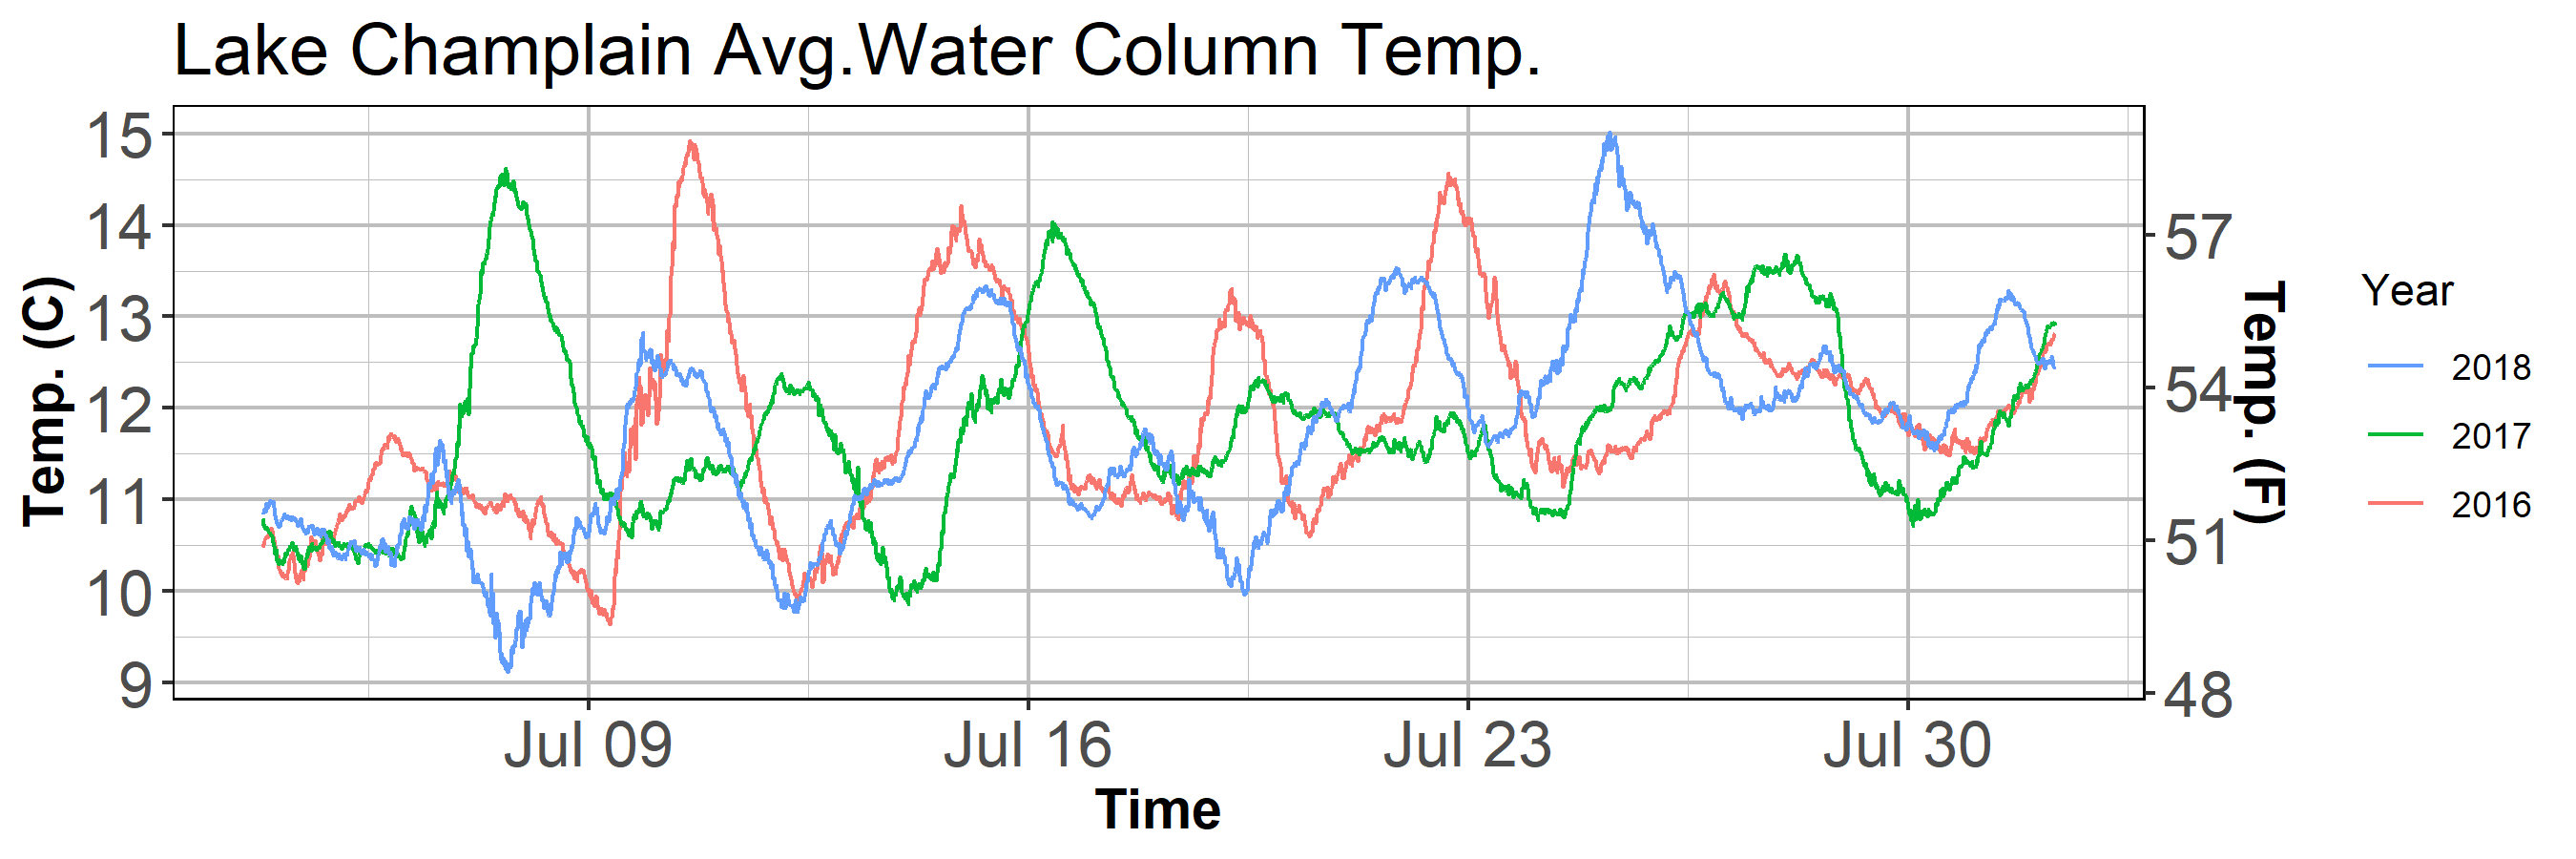 Lake Champlain Avg.Water Column Temp.
Temp. (C)
15
14
13
12
11
10
9
57
54
51
48
Temp. (F)
Jul 09 Jul 16 Jul 23 Jul 30
Time
Year
2018
2017
2016